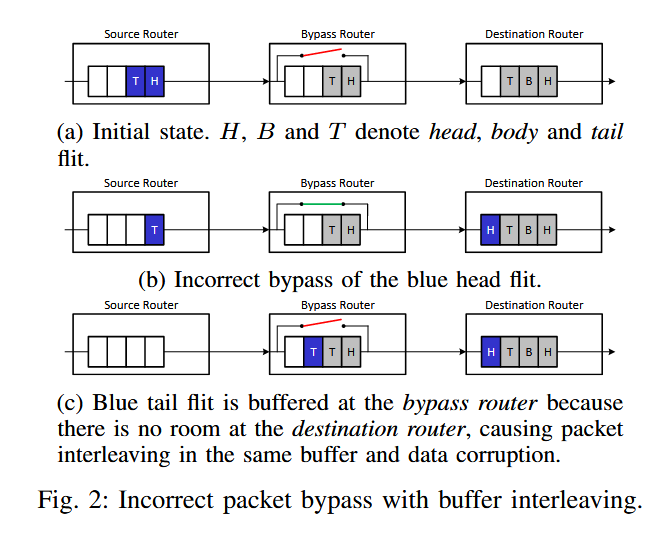 Source Router Bypass Router Destination Router
T H T H T B H
(a) Initial state. H, B and T denote head, body and tail
flit.
Source Router Bypass Router Destination Router
T T H H T B H
(b) Incorrect bypass of the blue head flit.
Source Router Bypass Router Destination Router
T T H H T B H
(c) Blue tail flit is buffered at the bypass router because
there is no room at the destination router, causing packet
interleaving in the same buffer and data corruption.
Fig. 2: Incorrect packet bypass with buffer interleaving.